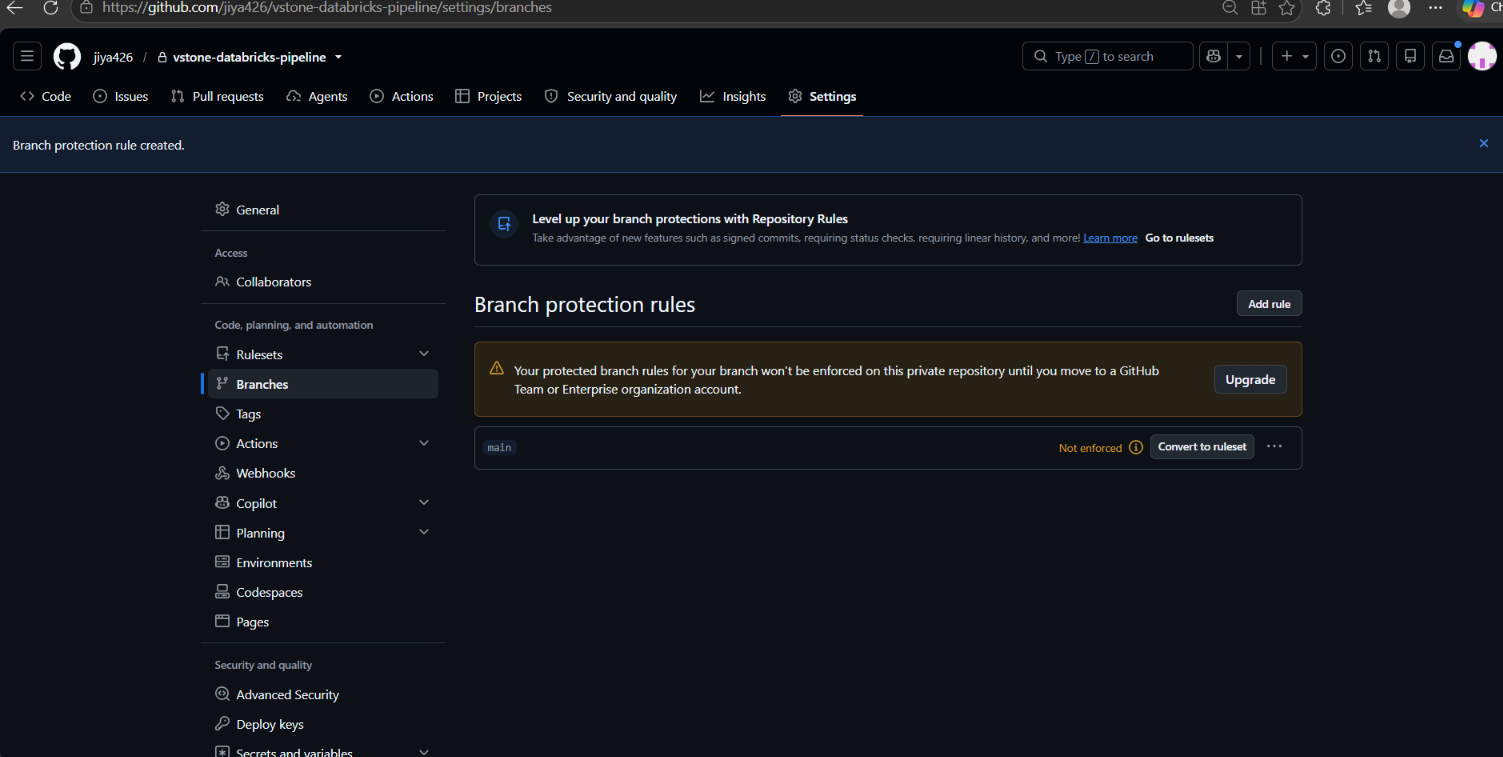 https://github.com/jiya426/vstone-databricks-pipeline/settings/branches
jiya426 / vstone-databricks-pipeline
Type / to search
Code Issues Pull requests Agents Actions Projects Security and quality Insights Settings
Branch protection rule created.
General
Access
Collaborators
Code, planning, and automation
Rulesets
Branches
Tags
Actions
Webhooks
Copilot
Planning
Environments
Codespaces
Pages
Security and quality
Advanced Security
Deploy keys
Secrets and variables
Level up your branch protections with Repository Rules
Take advantage of new features such as signed commits, requiring status checks, requiring linear history, and more! Learn more Go to rulesets
Branch protection rules
Add rule
Your protected branch rules for your branch won't be enforced on this private repository until you move to a GitHub
Team or Enterprise organization account.
Upgrade
main
Not enforced
Convert to ruleset